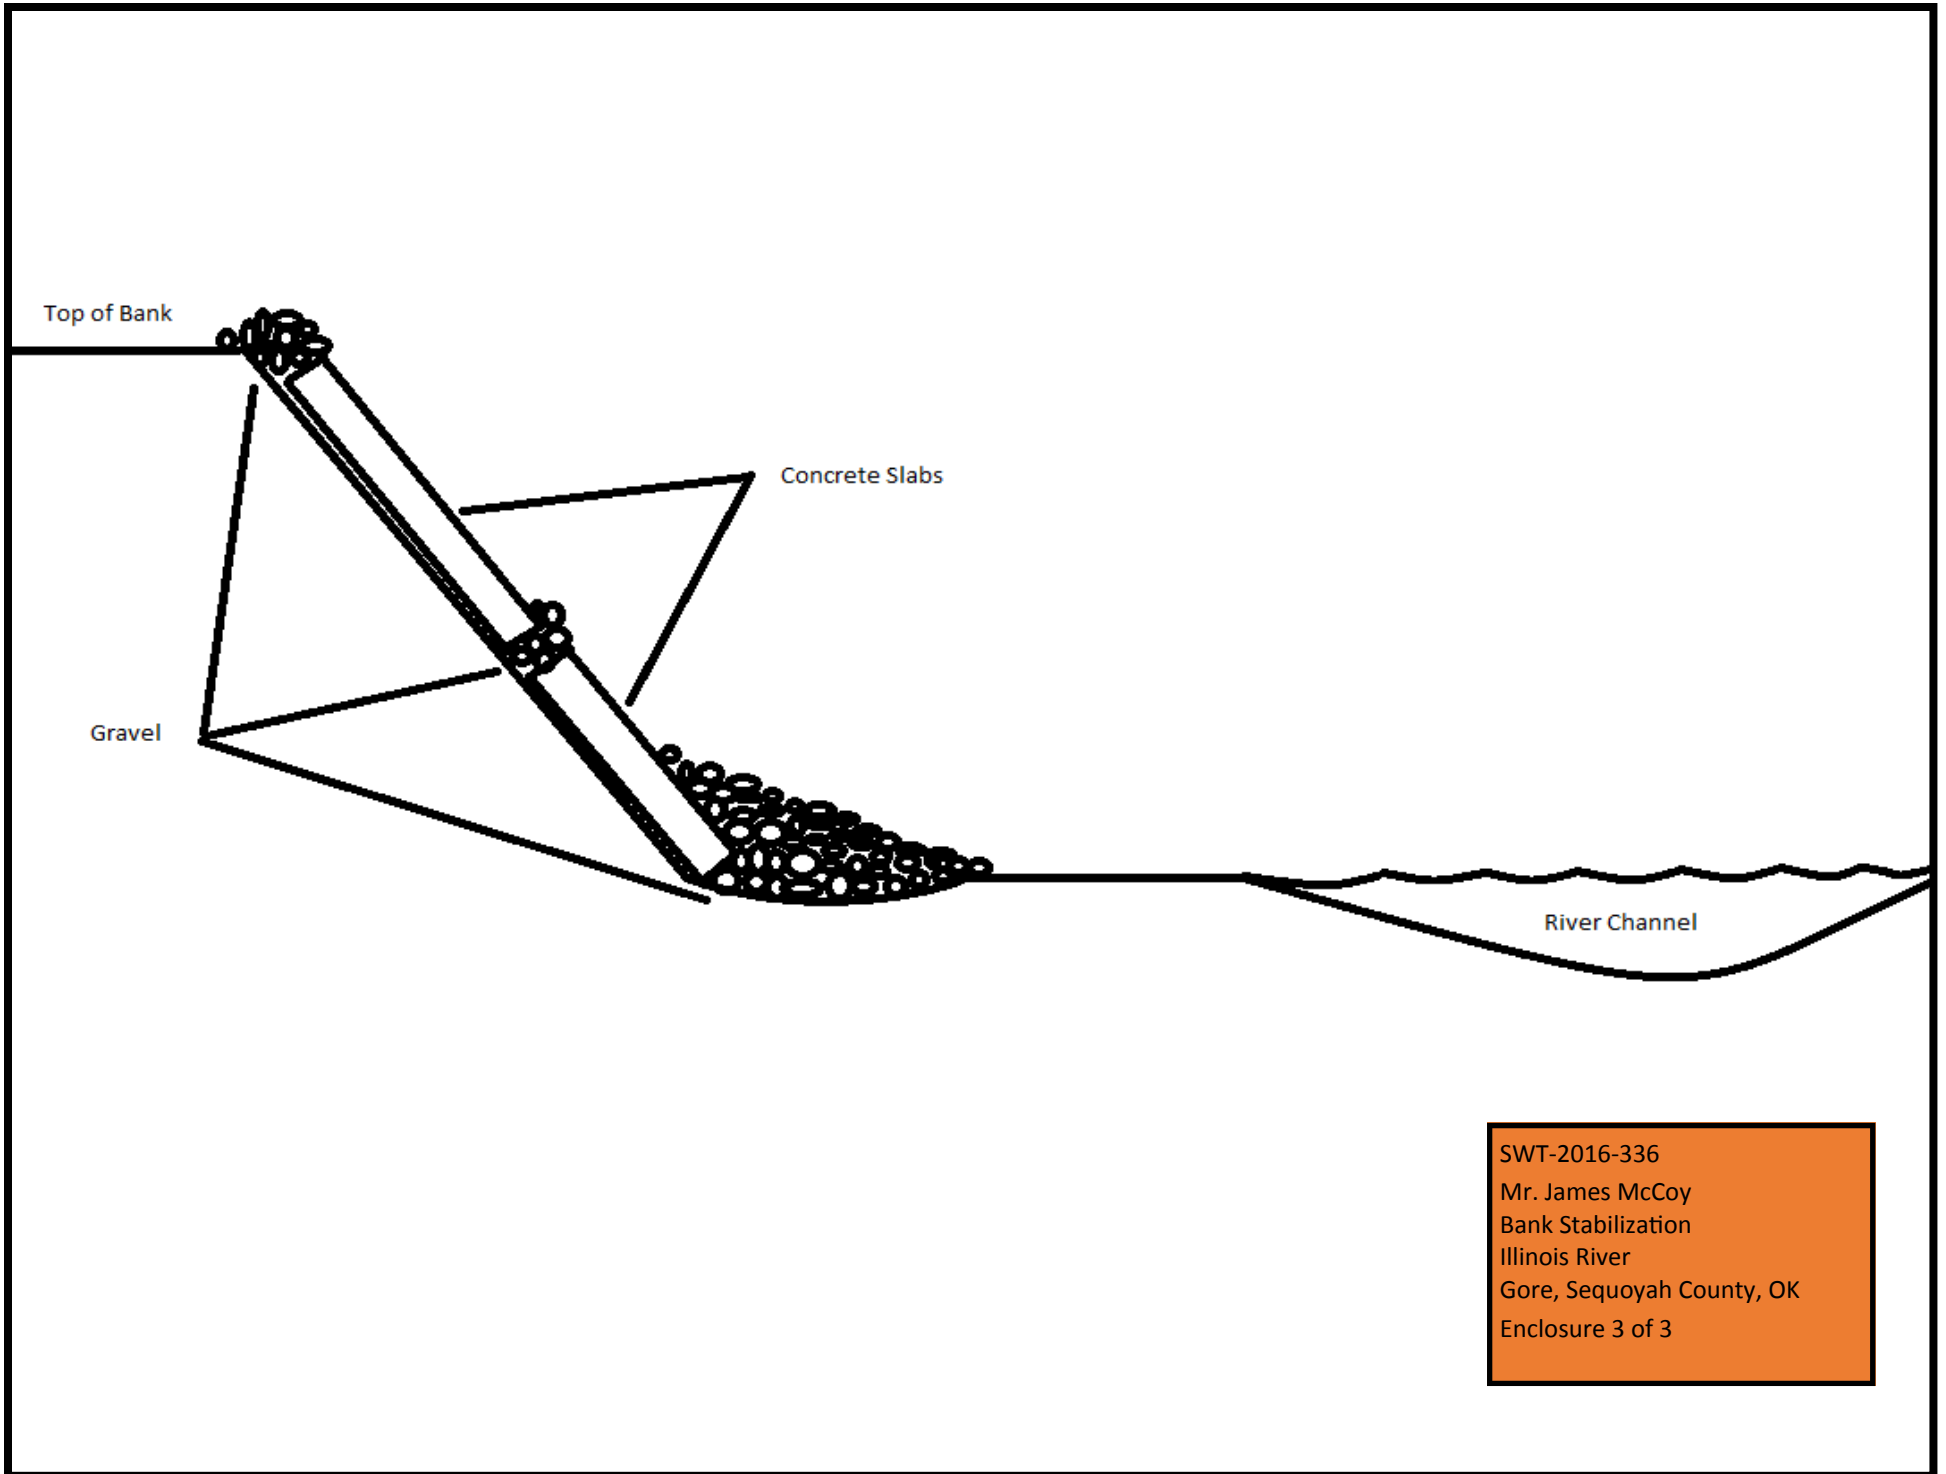 Top of Bank
Concrete Slabs
Gravel
River Channel
SWT-2016-336
Mr. James McCoy
Bank Stabilization
Illinois River
Gore, Sequoyah County, OK
Enclosure 3 of 3